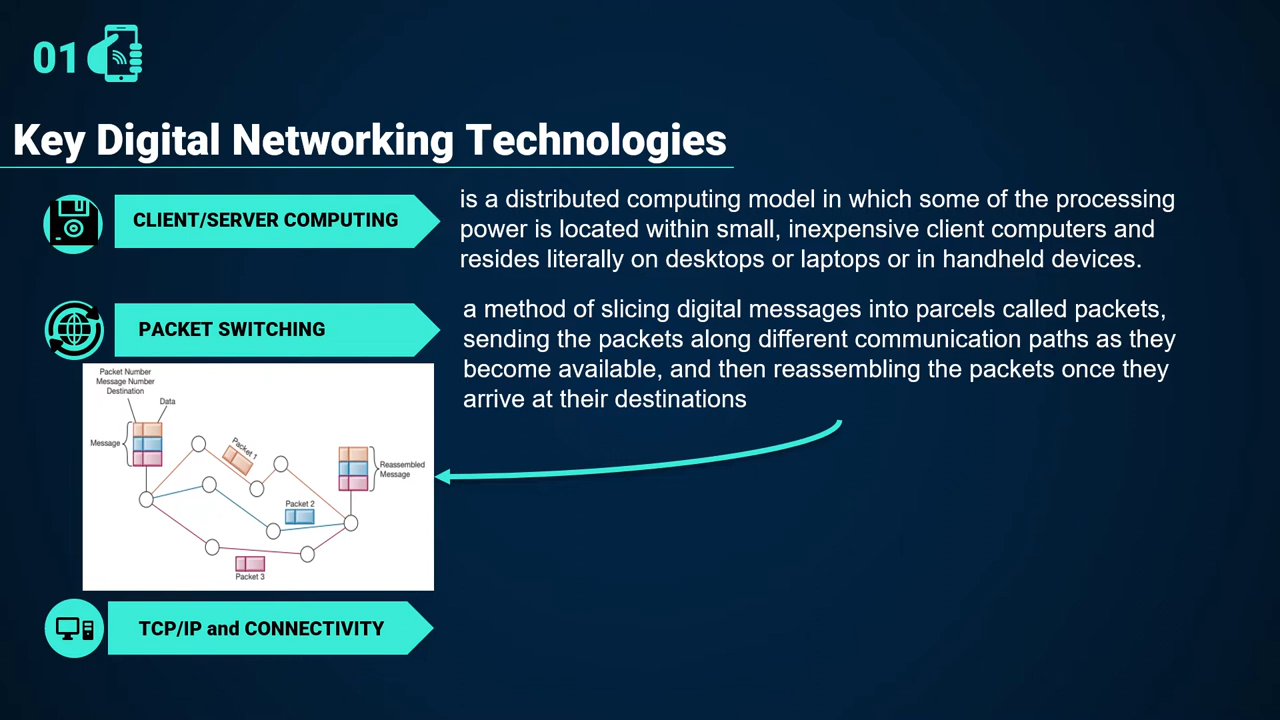 01
Key Digital Networking Technologies
CLIENT/SERVER COMPUTING
is a distributed computing model in which some of the processing
power is located within small, inexpensive client computers and
resides literally on desktops or laptops or in handheld devices.
PACKET SWITCHING
a method of slicing digital messages into parcels called packets,
sending the packets along different communication paths as they
become available, and then reassembling the packets once they
arrive at their destinations
Packet Number
Message Number
Destination
Data
Message
Packet 1
Reassembled
Message
Packet 2
Packet 3
TCP/IP and CONNECTIVITY